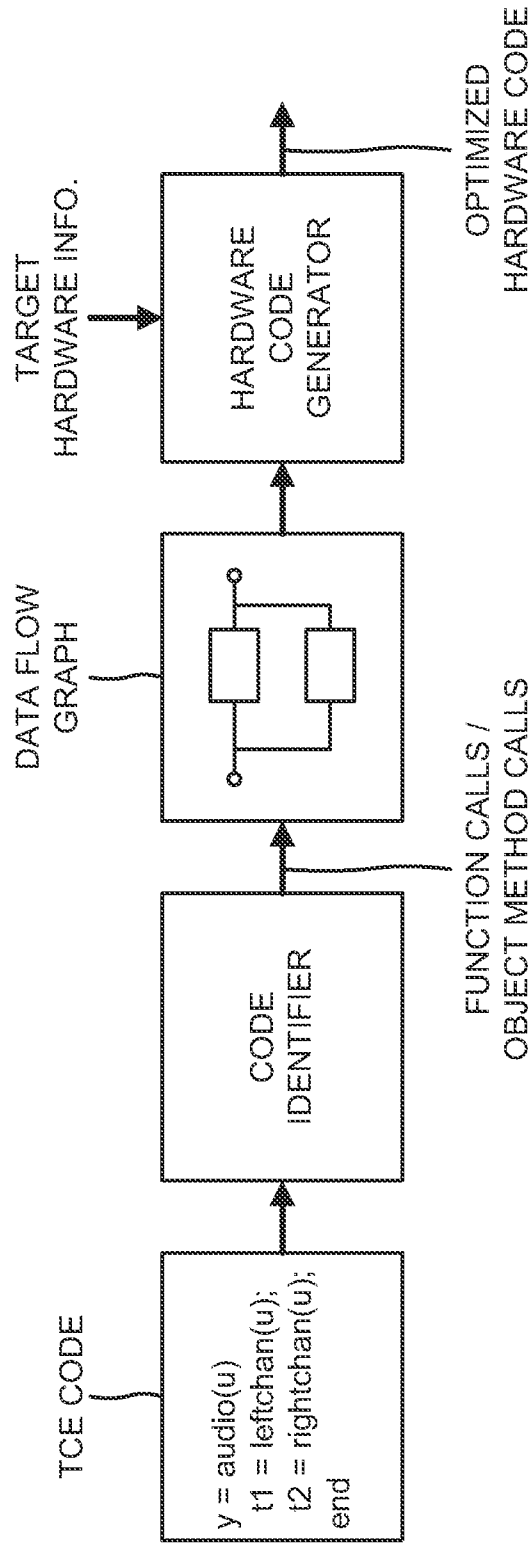 TCE CODE
y = audio(u)
t1 = leftchan(u);
t2 = rightchan(u);
end
CODE
IDENTIFIER
FUNCTION CALLS /
OBJECT METHOD CALLS
DATA FLOW
GRAPH
TARGET
HARDWARE INFO.
HARDWARE
CODE
GENERATOR
OPTIMIZED
HARDWARE CODE